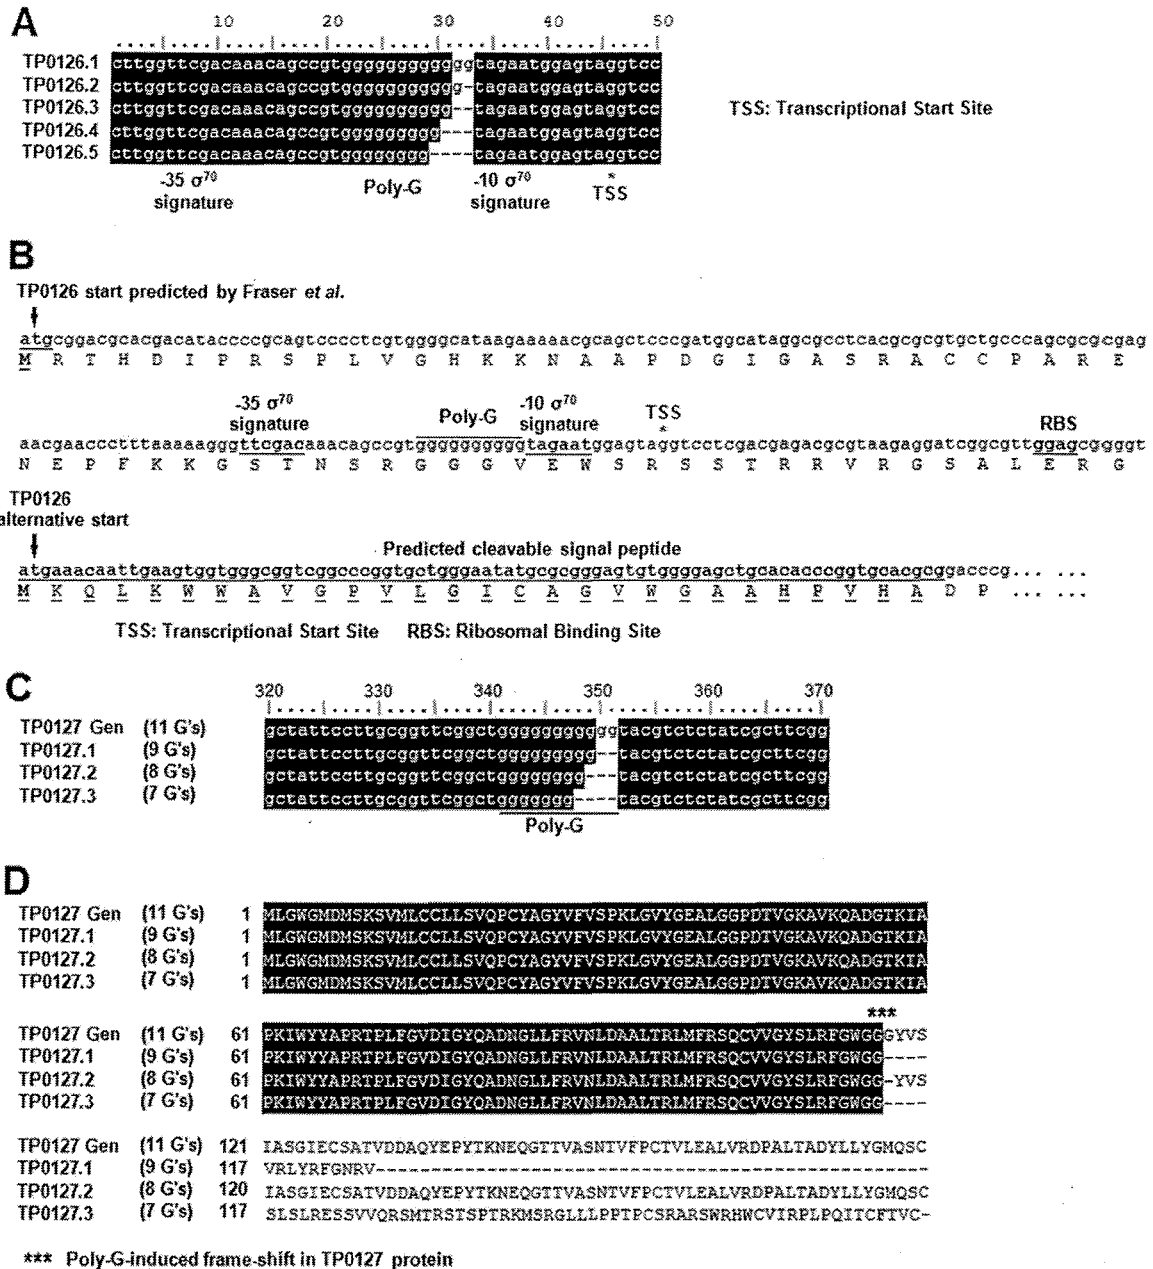 A
10 20 30 40 50
TP0126.1 cttggttcgacaaacagccgtggggggggggggtagaatggagtaggtcc
TP0126.2 cttggttcgacaaacagccgtggggggggggg-tagaatggagtaggtcc
TP0126.3 cttggttcgacaaacagccgtgggggggggg--tagaatggagtaggtcc
TP0126.4 cttggttcgacaaacagccgtggggggggg---tagaatggagtaggtcc
TP0126.5 cttggttcgacaaacagccgtgggggggg----tagaatggagtaggtcc
TSS: Transcriptional Start Site
-35 σ70 signature Poly-G -10 σ70 signature * TSS
B
TP0126 start predicted by Fraser et al.
atgcggacgcacgacataccccgcagtcccctcgtggggcataagaaaaacgcagctcccgatggcataggcgcctcacgcgcgtgctgcccagcgcgcgag
M R T H D I P R S P L V G H K K N A A P D G I G A S R A C C P A R E
-35 σ70 signature Poly-G -10 σ70 signature TSS * RBS
aacgaaccctttaaaaagggttcgacaaacagccgtggggggggggtagaatggagtaggtcctcgacgagacgcgtaagaggatcggcgttggagcggggt
N E P F K K G S T N S R G G G V E W S R S S T R R V R G S A L E R G
TP0126
alternative start
Predicted cleavable signal peptide
atgaaacaattgaagtggtgggcggtcggcccggtgctgggaatatgcgcgggagtgtggggagctgcacacccggtgcacgcggacccg... ...
M K Q L K W W A V G P V L G I C A G V W G A A H P V H A D P ... ...
TSS: Transcriptional Start Site RBS: Ribosomal Binding Site
C
320 330 340 350 360 370
TP0127 Gen (11 G's) gctattccttgcggttcggctgggggggggggtacgtctctatcgcttcgg
TP0127.1 (9 G's) gctattccttgcggttcggctggggggggg--tacgtctctatcgcttcgg
TP0127.2 (8 G's) gctattccttgcggttcggctgggggggg---tacgtctctatcgcttcgg
TP0127.3 (7 G's) gctattccttgcggttcggctggggggg----tacgtctctatcgcttcgg
Poly-G
D
TP0127 Gen (11 G's) 1 MLGWGMDMSKSVMLCCLLSVQPCYAGYVFVSPKLGVYGEALGGPDTVGKAVKQADGTKIA
TP0127.1 (9 G's) 1 MLGWGMDMSKSVMLCCLLSVQPCYAGYVFVSPKLGVYGEALGGPDTVGKAVKQADGTKIA
TP0127.2 (8 G's) 1 MLGWGMDMSKSVMLCCLLSVQPCYAGYVFVSPKLGVYGEALGGPDTVGKAVKQADGTKIA
TP0127.3 (7 G's) 1 MLGWGMDMSKSVMLCCLLSVQPCYAGYVFVSPKLGVYGEALGGPDTVGKAVKQADGTKIA
***
TP0127 Gen (11 G's) 61 PKIWYYAPRTPLFGVDIGYQADNGLLFRVNLDAALTRLMFRSQCVVGYSLRFGWGGGYVS
TP0127.1 (9 G's) 61 PKIWYYAPRTPLFGVDIGYQADNGLLFRVNLDAALTRLMFRSQCVVGYSLRFGWGG----
TP0127.2 (8 G's) 61 PKIWYYAPRTPLFGVDIGYQADNGLLFRVNLDAALTRLMFRSQCVVGYSLRFGWGG-YVS
TP0127.3 (7 G's) 61 PKIWYYAPRTPLFGVDIGYQADNGLLFRVNLDAALTRLMFRSQCVVGYSLRFGWGG----
TP0127 Gen (11 G's) 121 IASGIECSATVDDAQYEPYTKNEQGTTVASNTVFPCTVLEALVRDPALTADYLLYGMQSC
TP0127.1 (9 G's) 117 VRLYRFGNRV--------------------------------------------------
TP0127.2 (8 G's) 120 IASGIECSATVDDAQYEPYTKNEQGTTVASNTVFPCTVLEALVRDPALTADYLLYGMQSC
TP0127.3 (7 G's) 117 SLSLRESSVVQRSMTRSTSPTRKMSRGLLLPPTPCSRARSWRHWCVIRPLPQITCFTVC-
*** Poly-G-induced frame-shift in TP0127 protein